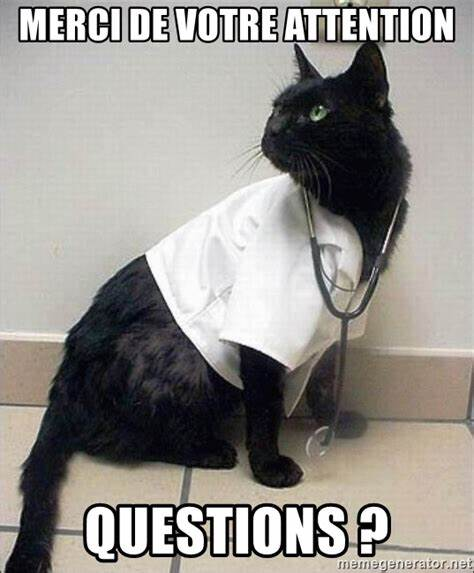 MERCI DE VOTRE ATTENTION
QUESTIONS ?
memegenerator.net